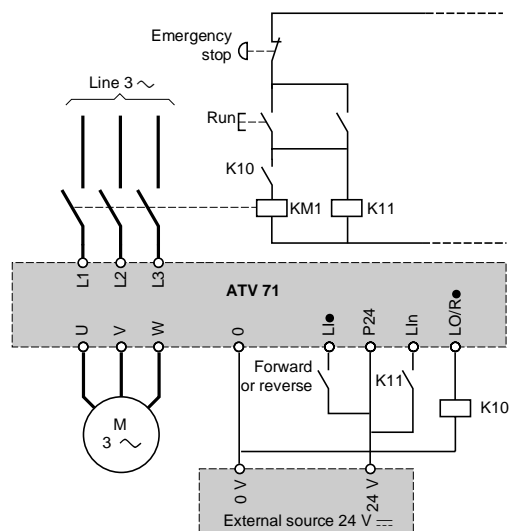 Emergency
stop
Line 3 ~
Run
K10
KM1
K11
L1
L2
L3
ATV 71
U
V
W
0
LI●
P24
LIn
LO/R●
Forward
or reverse
K11
K10
M
3 ~
0 V
24 V
External source 24 V ⎓